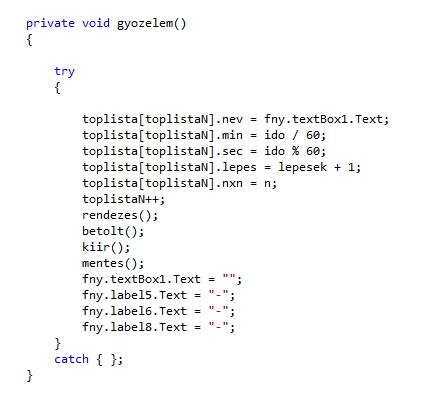 private void gyozelem()
{
try
{
toplista[toplistaN].nev = fny.textBox1.Text;
toplista[toplistaN].min = ido / 60;
toplista[toplistaN].sec = ido % 60;
toplista[toplistaN].lepes = lepesek + 1;
toplista[toplistaN].nxn = n;
toplistaN++;
rendezes();
betolt();
kiir();
mentes();
fny.textBox1.Text = "";
fny.label5.Text = "-";
fny.label6.Text = "-";
fny.label8.Text = "-";
}
catch { };
}